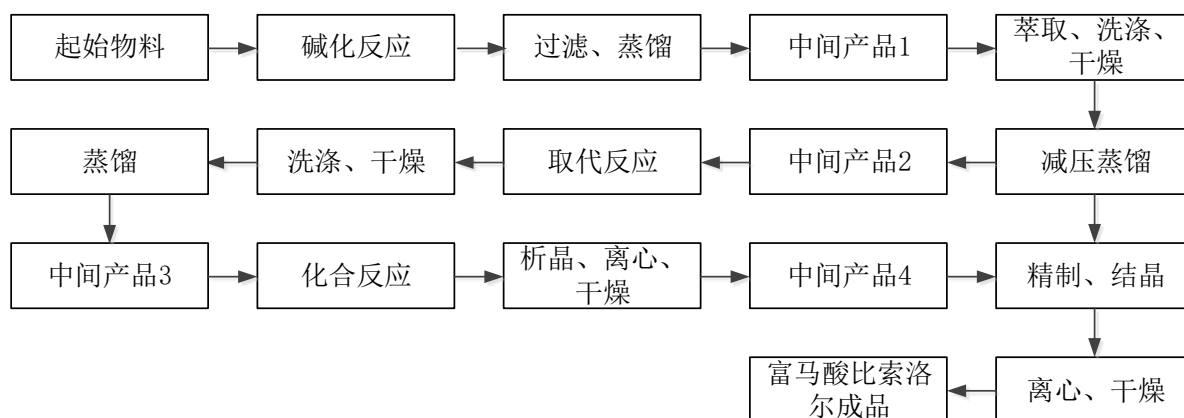 起始物料
碱化反应
过滤、蒸馏
中间产品1
萃取、洗涤、
干燥
蒸馏
洗涤、干燥
取代反应
中间产品2
减压蒸馏
中间产品3
化合反应
析晶、离心、
干燥
中间产品4
精制、结晶
富马酸比索洛
尔成品
离心、干燥